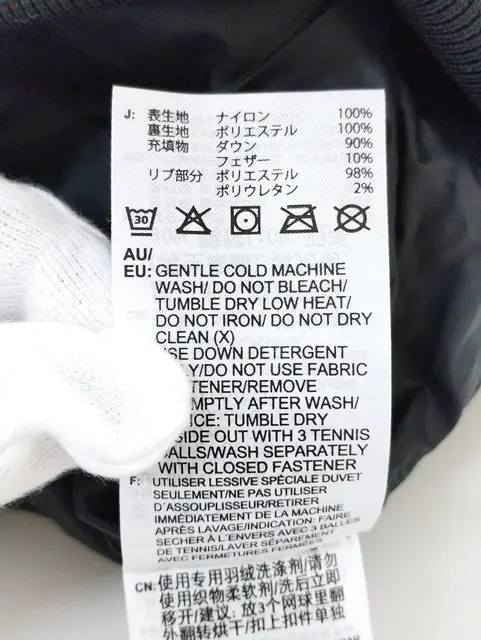 J: 表生地 ナイロン 100%
裏生地 ポリエステル 100%
充填物 ダウン 90%
フェザー 10%
リブ部分 ポリエステル 98%
ポリウレタン 2%
30
AU/
EU: GENTLE COLD MACHINE
WASH/ DO NOT BLEACH/
TUMBLE DRY LOW HEAT/
DO NOT IRON/ DO NOT DRY
CLEAN (X)
SE DOWN DETERGENT
LY/DO NOT USE FABRIC
TENER/REMOVE
MPTLY AFTER WASH/
ICE: TUMBLE DRY
SIDE OUT WITH 3 TENNIS
ALLS/WASH SEPARATELY
WITH CLOSED FASTENER
F: UTILISER LESSIVE SPÉCIALE DUVET
SEULEMENT/NE PAS UTILISER
D'ASSOUPLISSEUR/RETIRER
IMMÉDIATEMENT DE LA MACHINE
APRÈS LAVAGE/INDICATION: FAIRE
SECHER À L'ENVERS AVEC 3 BALLES
DE TENNIS/LAVER SÉPARÉMENT
AVEC FERMETURES FERMÉES
CN: 使用专用羽绒洗涤剂/请勿
使用织物柔软剂/洗后立即
移开/建议: 放3个网球里翻
外翻转烘干/扣上扣件单独